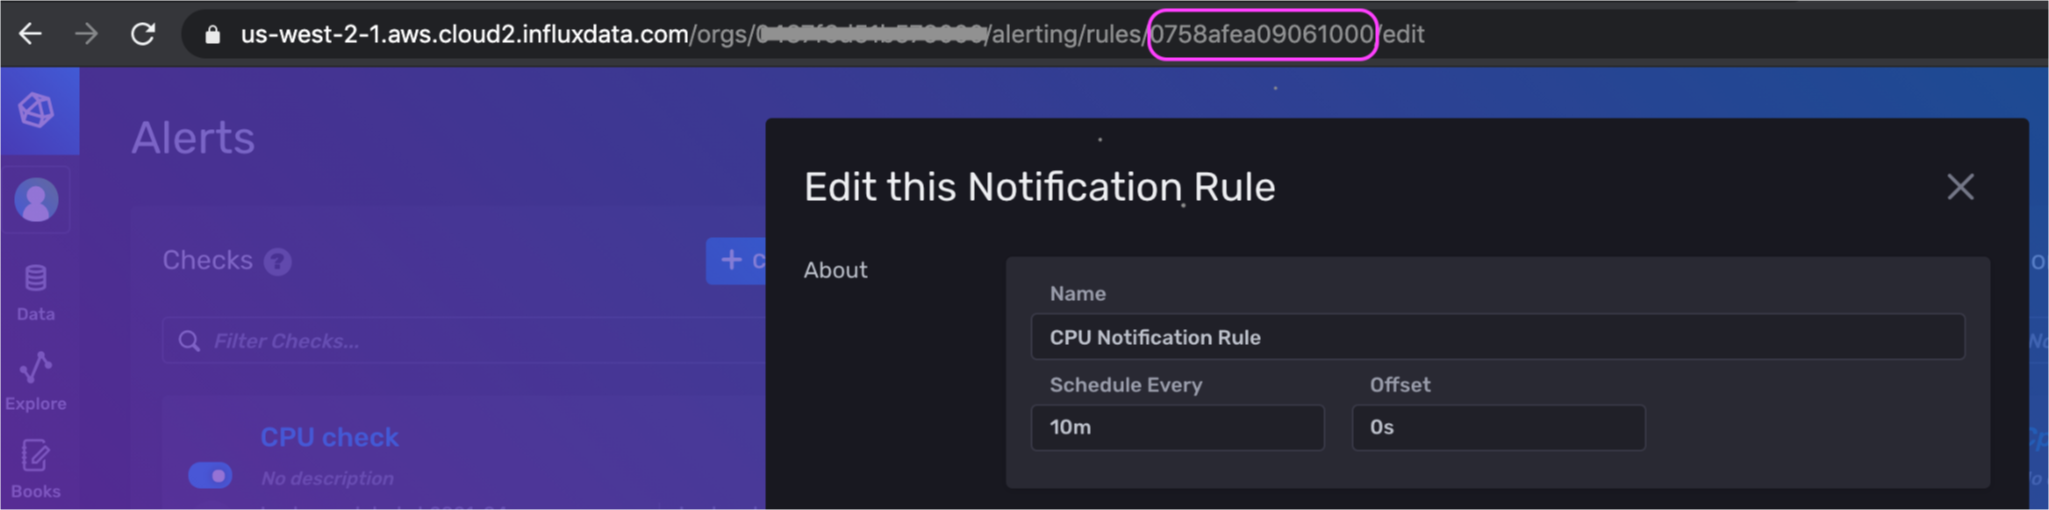 us-west-2-1.aws.cloud2.influxdata.com/orgs/ /alerting/rules/0758afea09061000/edit
Alerts
Edit this Notification Rule
Checks ?
+ C
About
Name
Filter Checks...
CPU Notification Rule
Data
Schedule Every Offset
10m 0s
Explore
CPU check
No description
Books